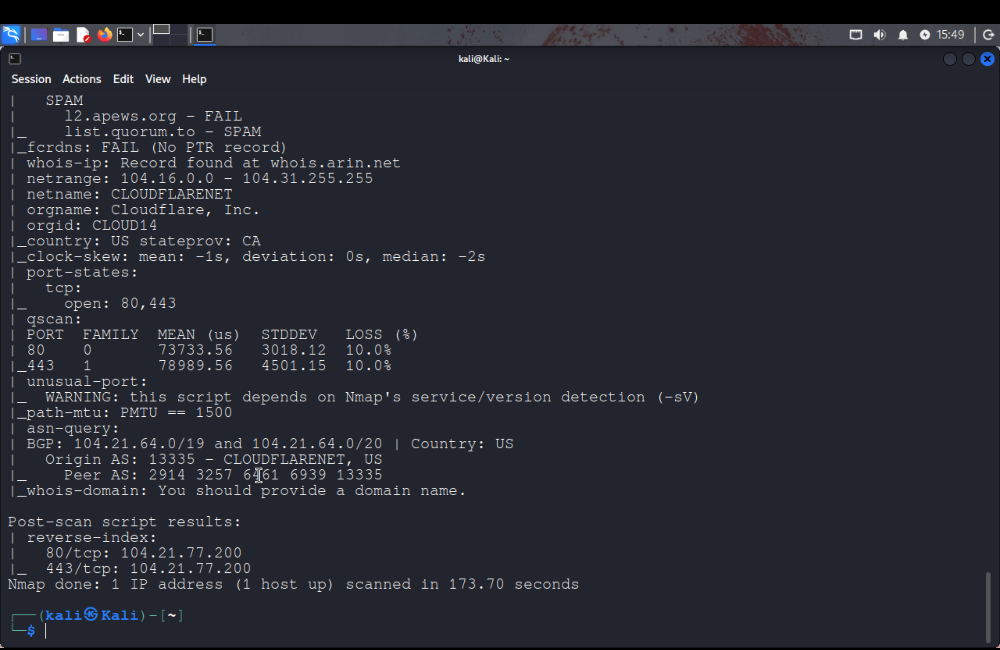 15:49
kali@Kali: ~
Session Actions Edit View Help
|   SPAM
|     l2.apews.org - FAIL
|_    list.quorum.to - SPAM
|_fcrdns: FAIL (No PTR record)
| whois-ip: Record found at whois.arin.net
| netrange: 104.16.0.0 - 104.31.255.255
| netname: CLOUDFLARENET
| orgname: Cloudflare, Inc.
| orgid: CLOUD14
|_country: US stateprov: CA
|_clock-skew: mean: -1s, deviation: 0s, median: -2s
| port-states:
|   tcp:
|_    open: 80,443
| qscan:
| PORT  FAMILY  MEAN (us)  STDDEV   LOSS (%)
| 80    0       73733.56   3018.12  10.0%
|_443   1       78989.56   4501.15  10.0%
| unusual-port:
|_  WARNING: this script depends on Nmap's service/version detection (-sV)
|_path-mtu: PMTU == 1500
| asn-query:
| BGP: 104.21.64.0/19 and 104.21.64.0/20 | Country: US
|   Origin AS: 13335 - CLOUDFLARENET, US
|_    Peer AS: 2914 3257 6461 6939 13335
|_whois-domain: You should provide a domain name.
Post-scan script results:
| reverse-index:
|   80/tcp: 104.21.77.200
|_  443/tcp: 104.21.77.200
Nmap done: 1 IP address (1 host up) scanned in 173.70 seconds
┌──(kali㉿Kali)-[~]
└─$